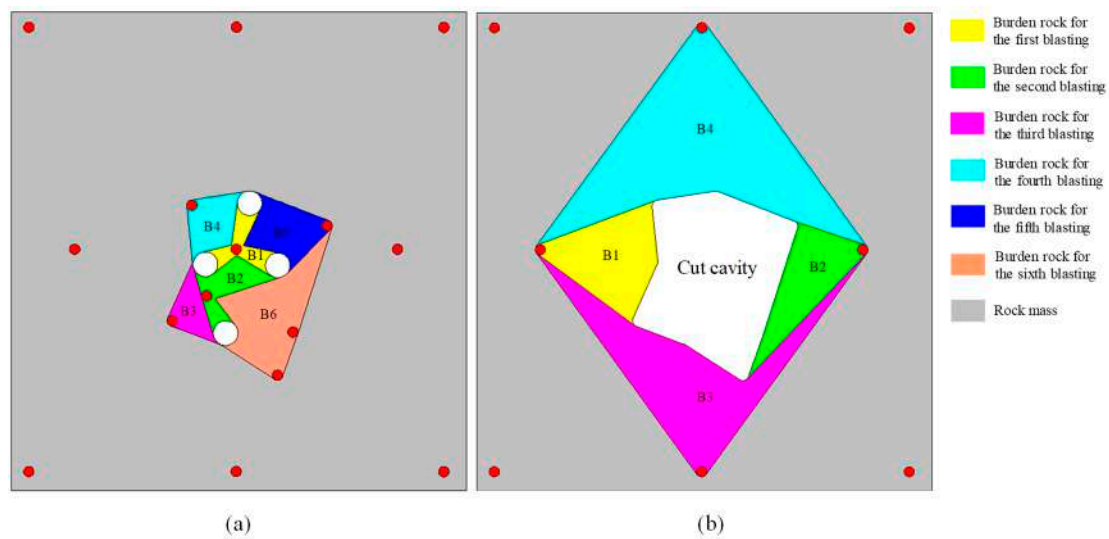 B4
B5
B1
B2
B3
B6
(a)
B4
B1
Cut cavity
B2
B3
(b)
Burden rock for
the first blasting
Burden rock for
the second blasting
Burden rock for
the third blasting
Burden rock for
the fourth blasting
Burden rock for
the fifth blasting
Burden rock for
the sixth blasting
Rock mass